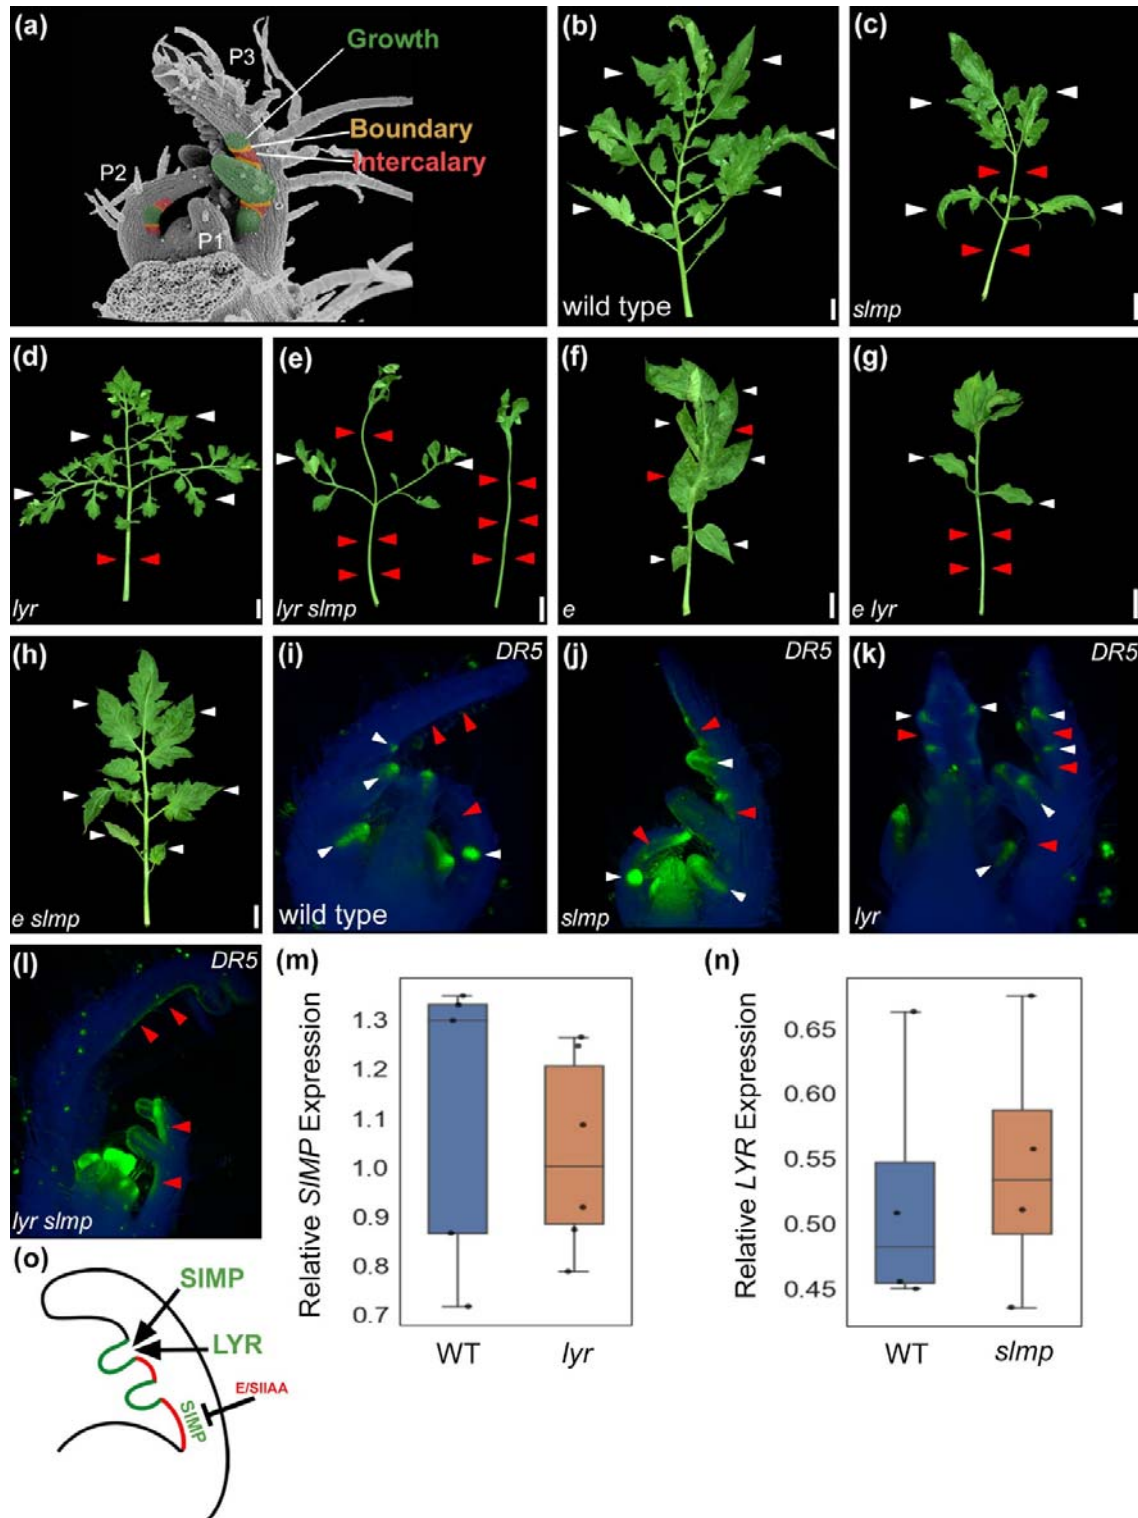 (a)
P3
Growth
Boundary
Intercalary
P2
P1
(b)
wild type
(c)
slmp
(d)
lyr
(e)
lyr slmp
(f)
e
(g)
e lyr
(h)
e slmp
(i)
DR5
wild type
(j)
DR5
slmp
(k)
DR5
lyr
(l)
DR5
lyr slmp
(m)
Relative SlMP Expression
1.3
1.2
1.1
1.0
0.9
0.8
0.7
WT
lyr
(n)
Relative LYR Expression
0.65
0.60
0.55
0.50
0.45
WT
slmp
(o)
SlMP
LYR
E/SlIAA
SlMP